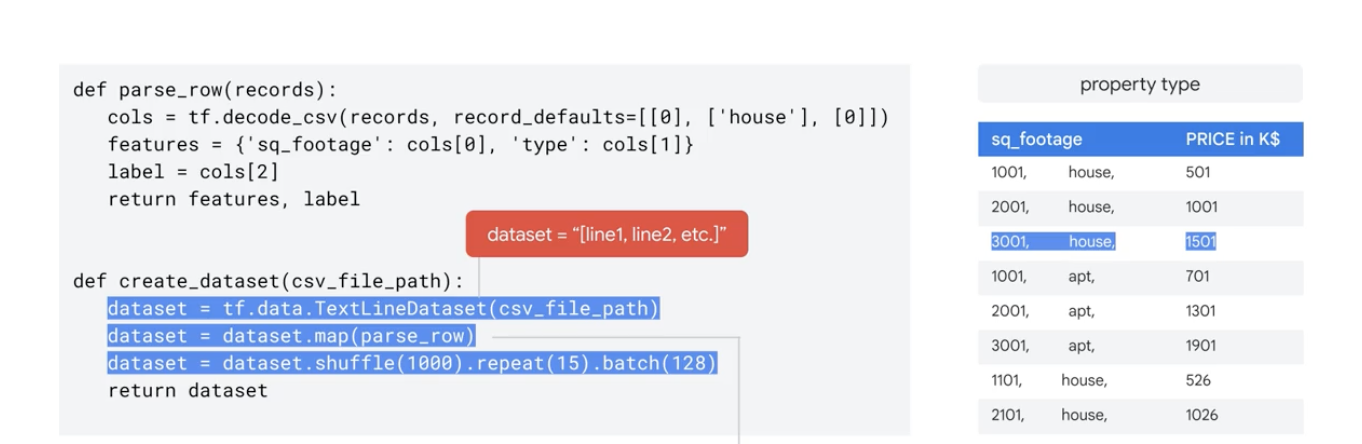 def parse_row(records):
cols = tf.decode_csv(records, record_defaults=[[0], ['house'], [0]])
features = {'sq_footage': cols[0], 'type': cols[1]}
label = cols[2]
return features, label
dataset = “[line1, line2, etc.]”
def create_dataset(csv_file_path):
dataset = tf.data.TextLineDataset(csv_file_path)
dataset = dataset.map(parse_row)
dataset = dataset.shuffle(1000).repeat(15).batch(128)
return dataset
property type
sq_footage PRICE in K$
1001, house, 501
2001, house, 1001
3001, house, 1501
1001, apt, 701
2001, apt, 1301
3001, apt, 1901
1101, house, 526
2101, house, 1026